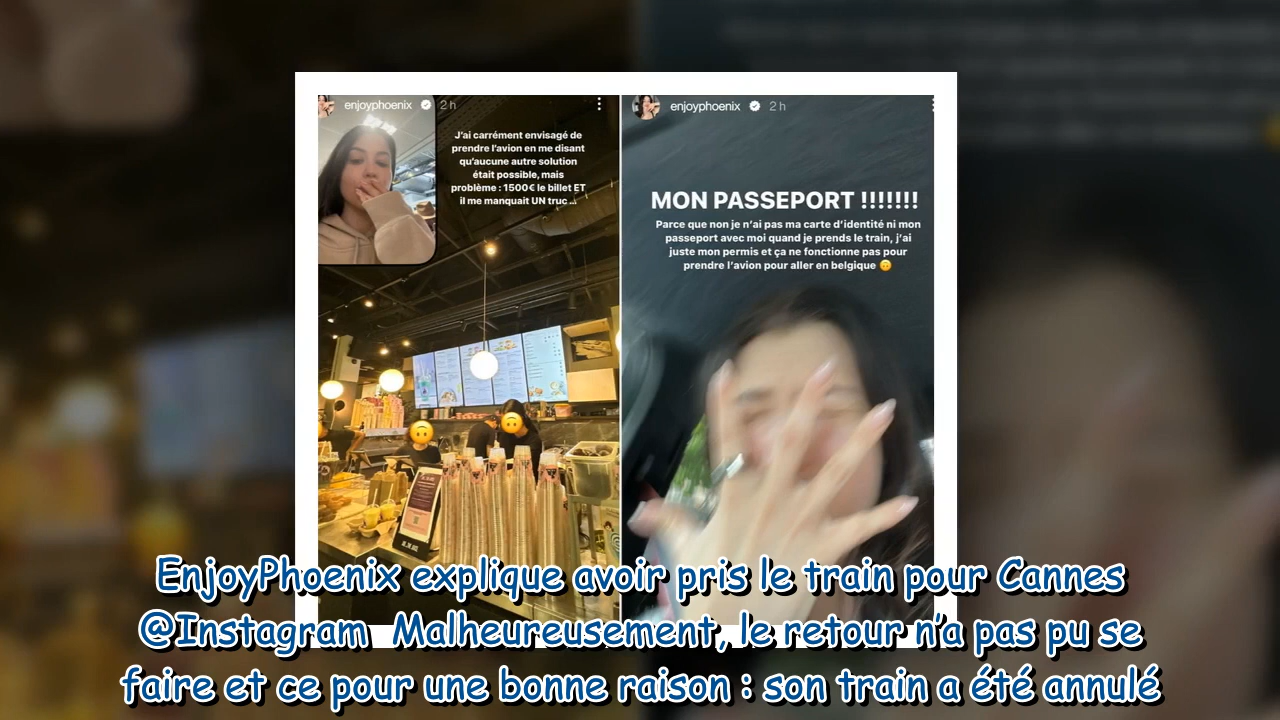 enjoyphoenix 2 h
J'ai carrément envisagé de
prendre l'avion en me disant
qu'aucune autre solution
était possible, mais
problème : 1500€ le billet ET
il me manquait UN truc ...
enjoyphoenix 2 h
MON PASSEPORT !!!!!!!
Parce que non je n'ai pas ma carte d'identité ni mon
passeport avec moi quand je prends le train, j'ai
juste mon permis et ça ne fonctionne pas pour
prendre l'avion pour aller en belgique 🙃
EnjoyPhoenix explique avoir pris le train pour Cannes
@Instagram Malheureusement, le retour n'a pas pu se
faire et ce pour une bonne raison : son train a été annulé